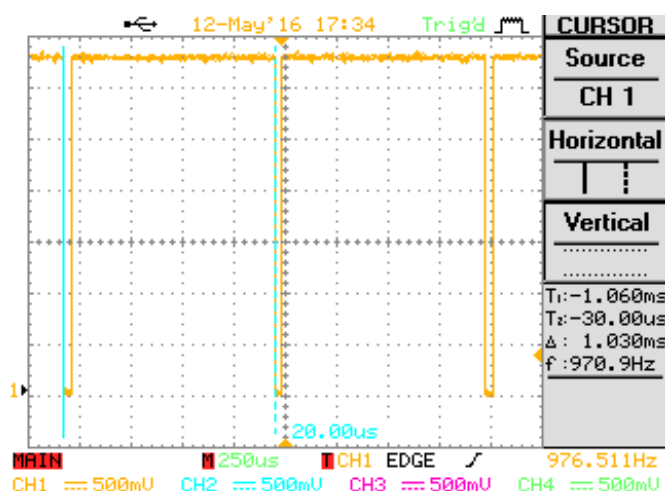 12-May'16 17:34 Trig'd CURSOR
Source
CH 1
Horizontal
Vertical
T1:-1.060ms
T2:-30.00us
Δ: 1.030ms
f:970.9Hz
1
20.00us
MAIN M 250us T CH1 EDGE 976.511Hz
CH1 500mV CH2 500mV CH3 500mV CH4 500mV